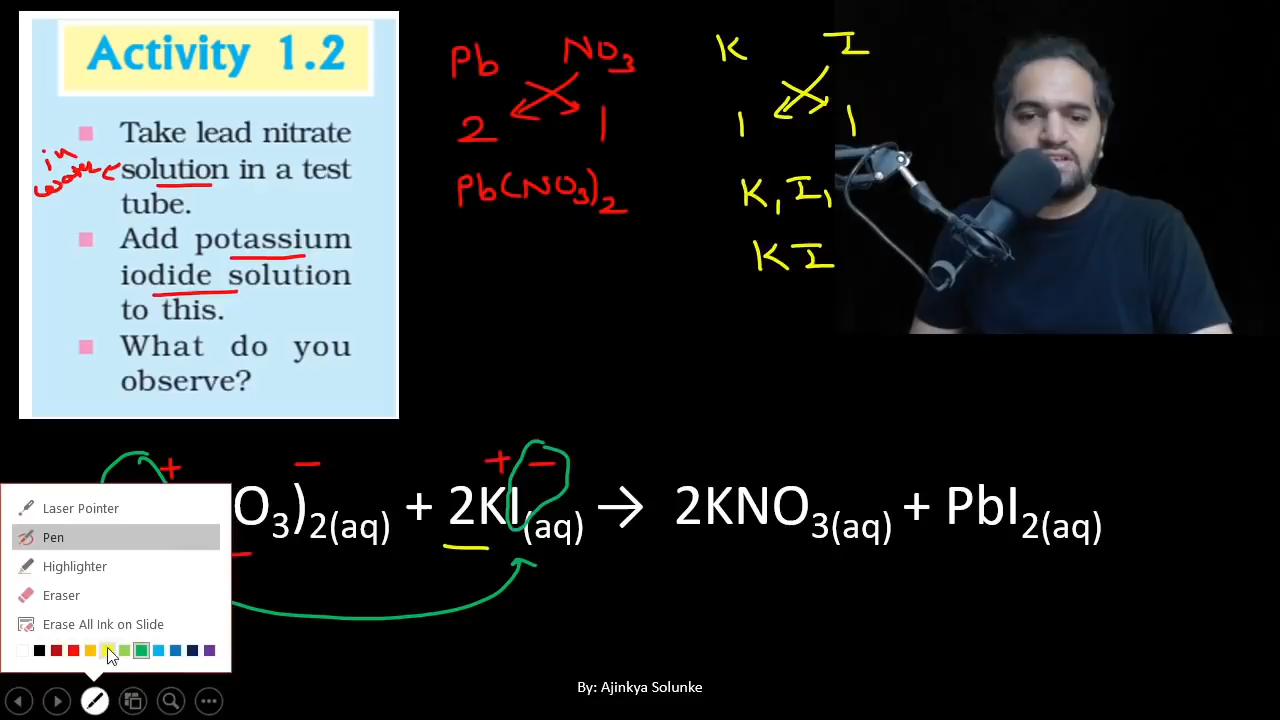 Activity 1.2
Take lead nitrate
solution in a test
tube.
in
water
Add potassium
iodide solution
to this.
What do you
observe?
Pb NO3
2 1
Pb(NO3)2
K I
1 1
K1I1
KI
+ − + −
O3)2(aq) + 2KI(aq) → 2KNO3(aq) + PbI2(aq)
Laser Pointer
Pen
Highlighter
Eraser
Erase All Ink on Slide
By: Ajinkya Solunke